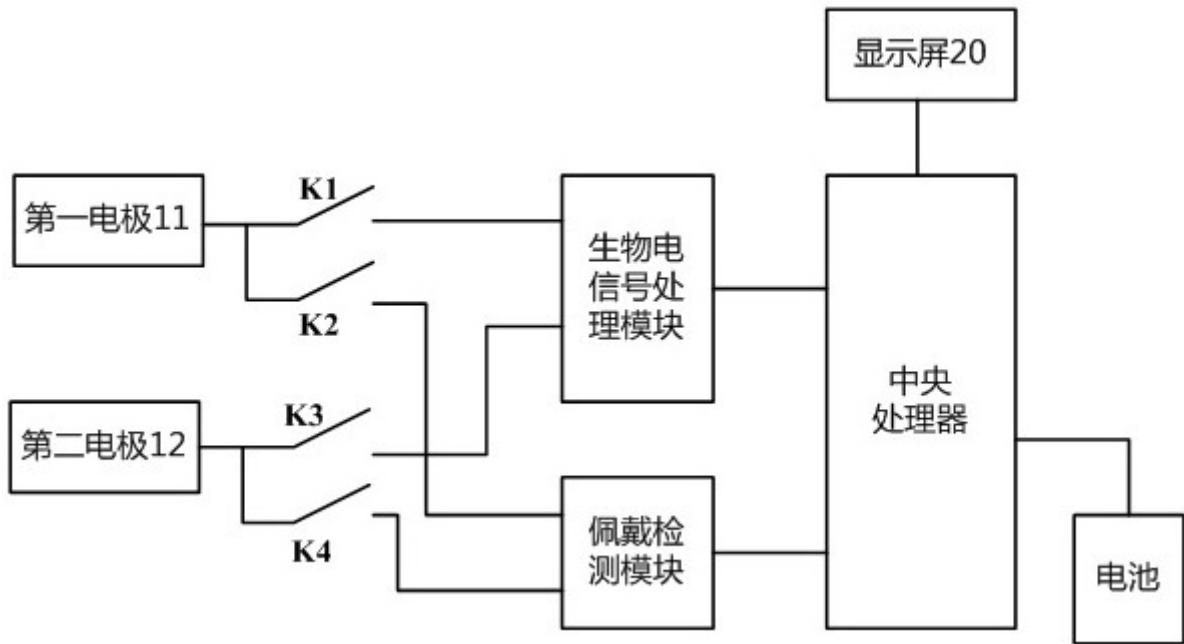 显示屏20
第一电极11
K1
K2
生物电
信号处
理模块
中央
处理器
第二电极12
K3
K4
佩戴检
测模块
电池